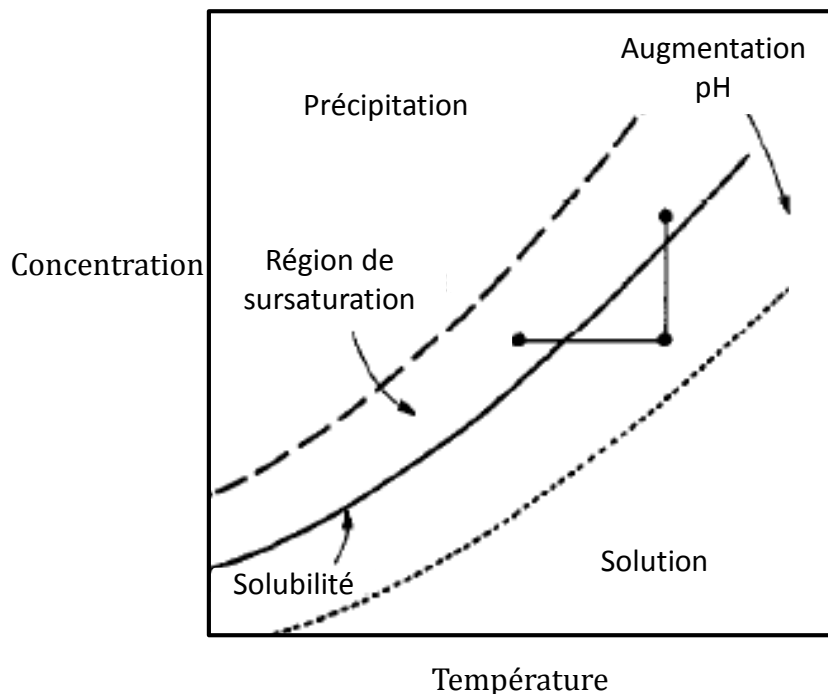 Augmentation
pH
Précipitation
Concentration
Région de
sursaturation
Solubilité
Solution
Température